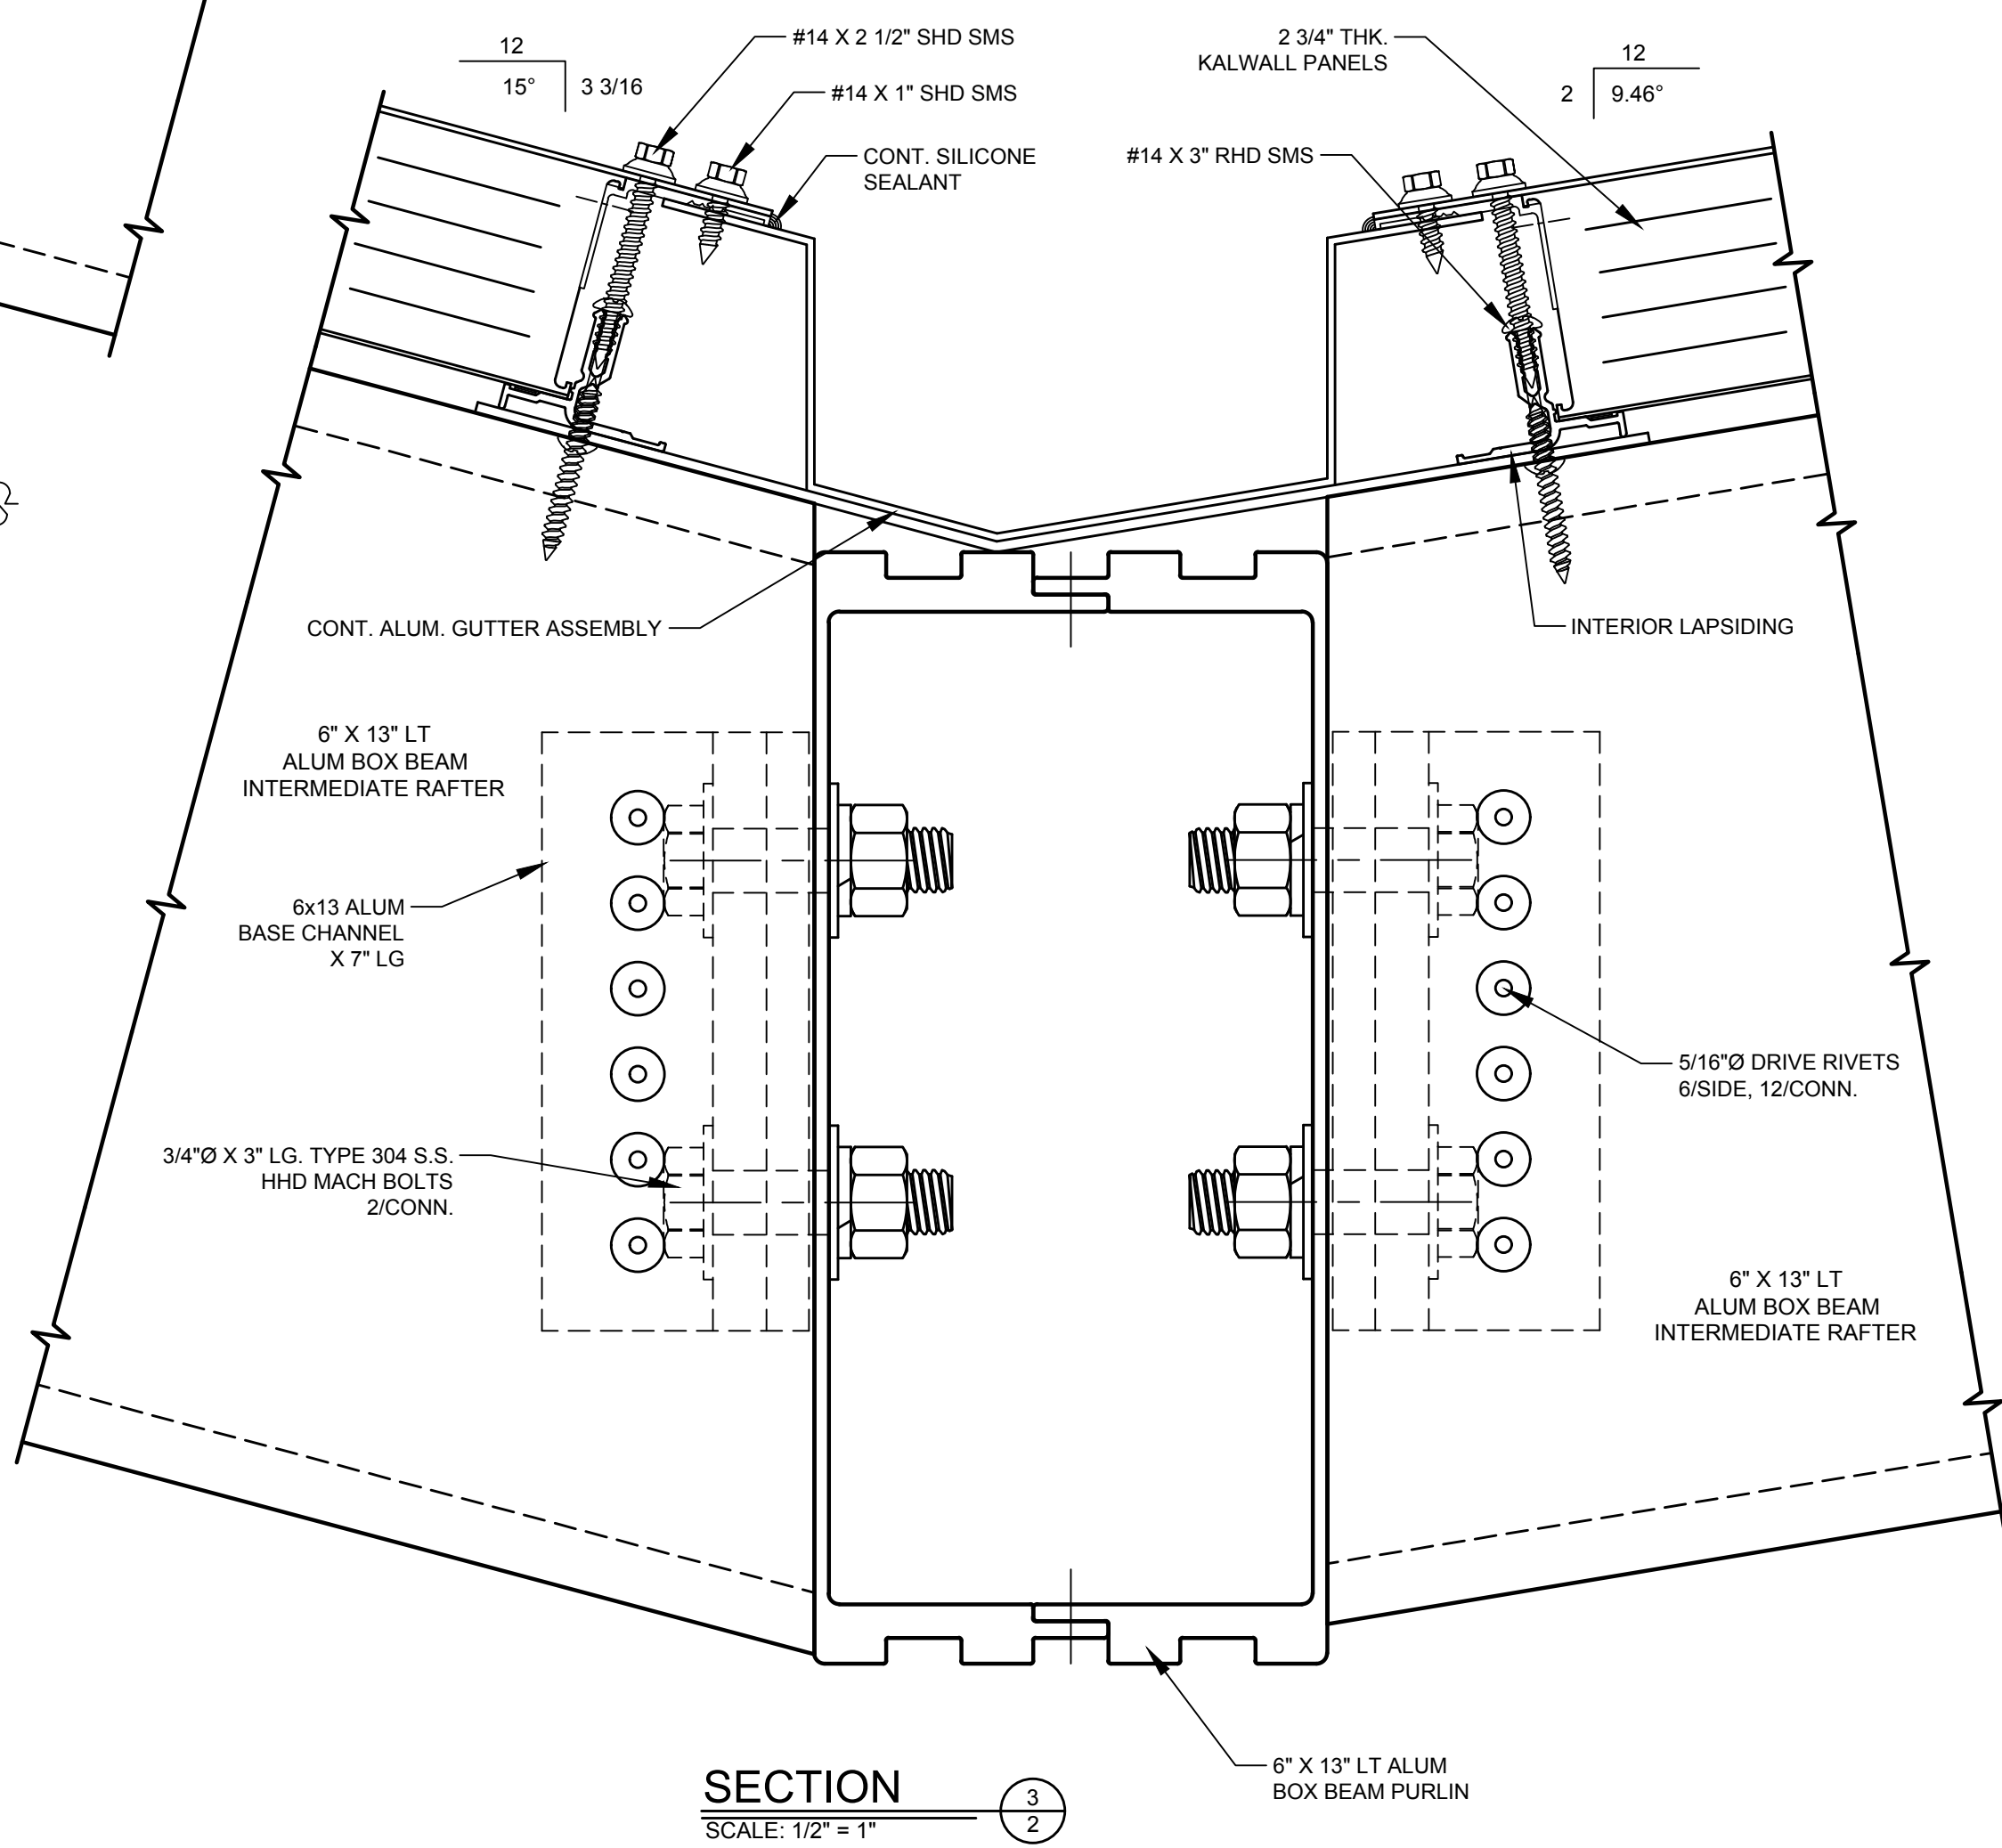 12
15°
3 3/16
#14 X 2 1/2" SHD SMS
#14 X 1" SHD SMS
CONT. SILICONE
SEALANT
2 3/4" THK.
KALWALL PANELS
12
2
9.46°
#14 X 3" RHD SMS
&
CONT. ALUM. GUTTER ASSEMBLY
INTERIOR LAPSIDING
6" X 13" LT
ALUM BOX BEAM
INTERMEDIATE RAFTER
6x13 ALUM
BASE CHANNEL
X 7" LG
5/16"Ø DRIVE RIVETS
6/SIDE, 12/CONN.
3/4"Ø X 3" LG. TYPE 304 S.S.
HHD MACH BOLTS
2/CONN.
6" X 13" LT
ALUM BOX BEAM
INTERMEDIATE RAFTER
6" X 13" LT ALUM
BOX BEAM PURLIN
SECTION
3
2
SCALE: 1/2" = 1"